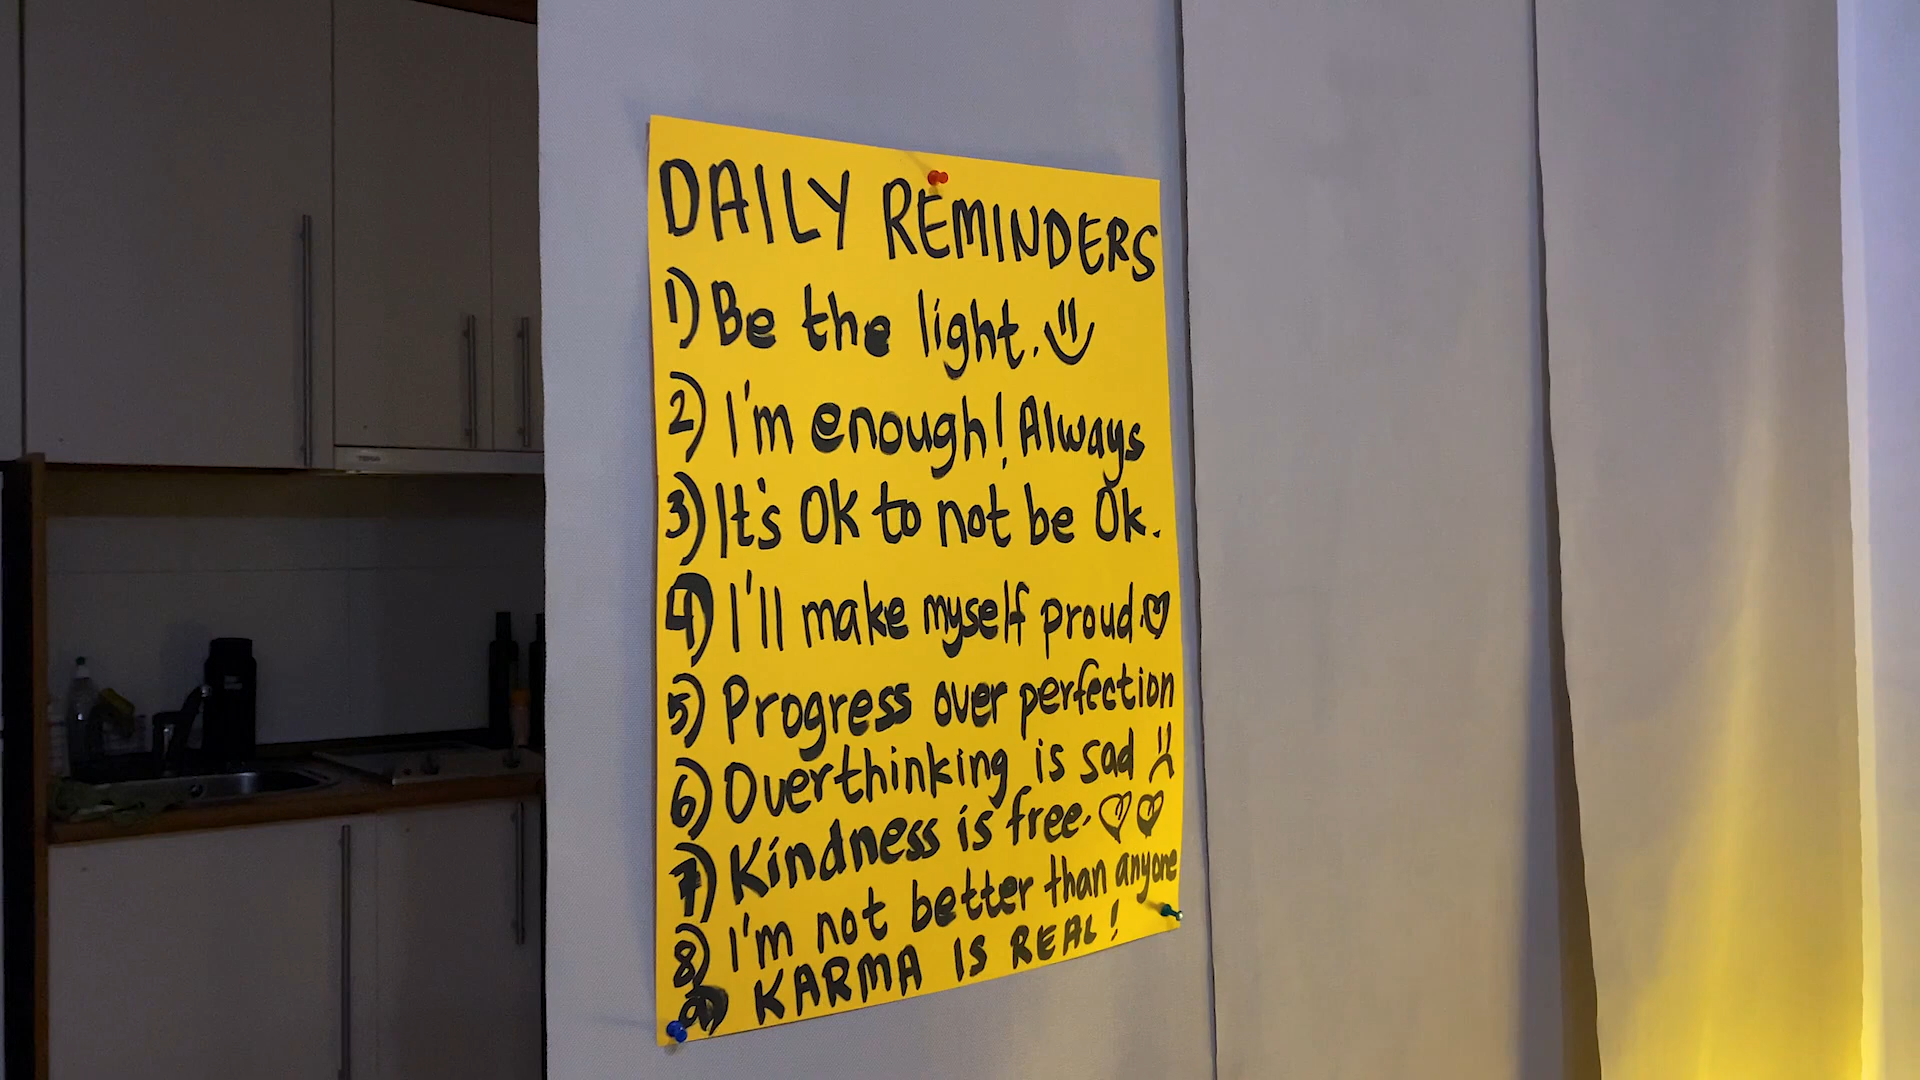 DAILY REMINDERS
1) Be the light.
2) I'm enough! Always
3) It's OK to not be Ok.
4) I'll make myself proud.
5) Progress over perfection
6) Overthinking is sad
7) Kindness is free.
8) I'm not better than anyone
9) KARMA IS REAL!